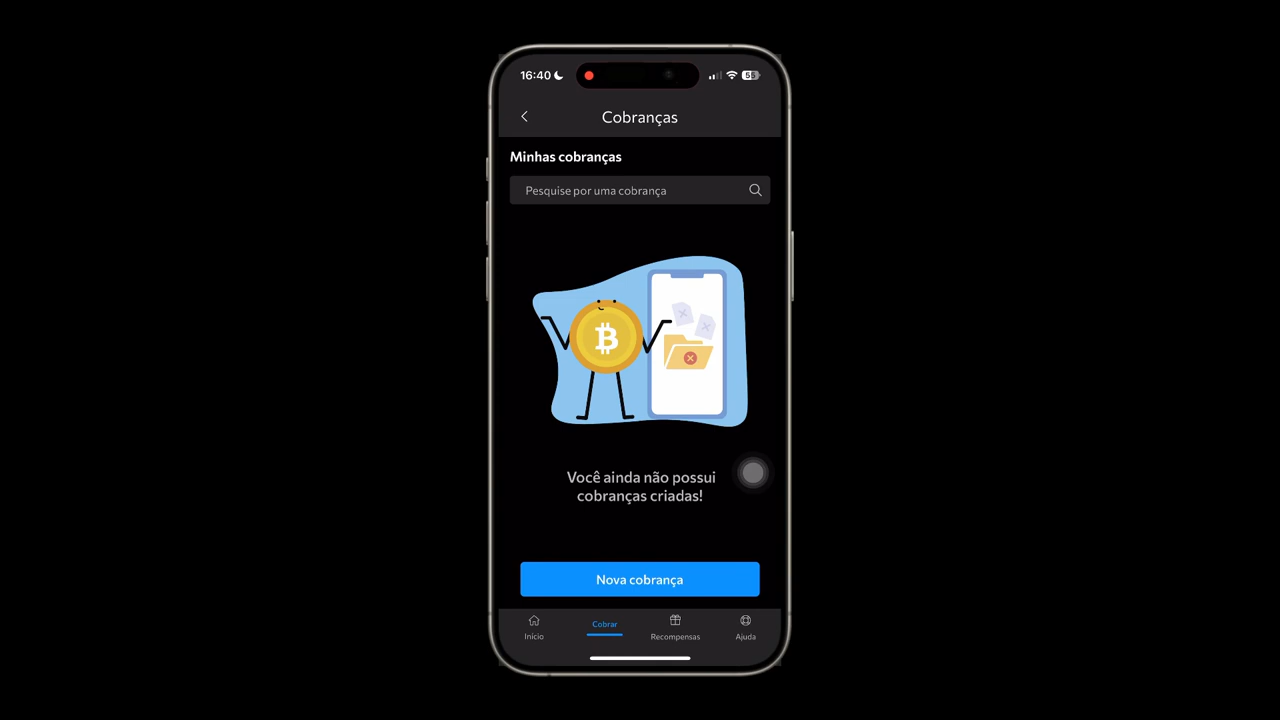 16:40
56
Cobranças
Minhas cobranças
Pesquise por uma cobrança
Você ainda não possui
cobranças criadas!
Nova cobrança
Início
Cobrar
Recompensas
Ajuda